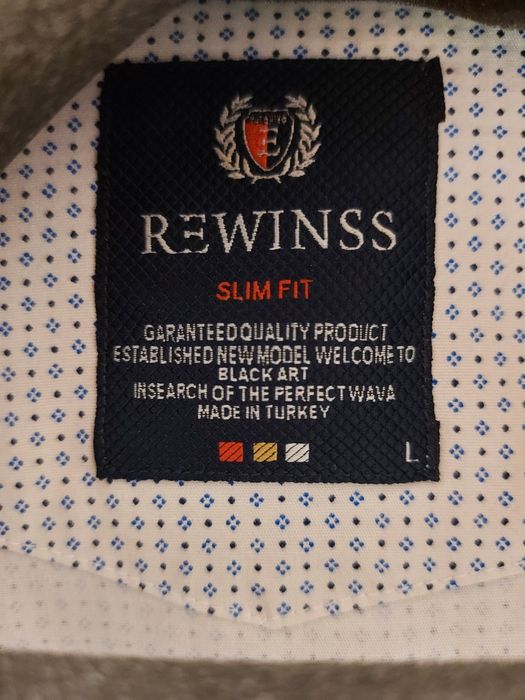 REWINSS
SLIM FIT
GARANTEED QUALITY PRODUCT
ESTABLISHED NEW MODEL WELCOME TO
BLACK ART
INSEARCH OF THE PERFECT WAVA
MADE IN TURKEY
L